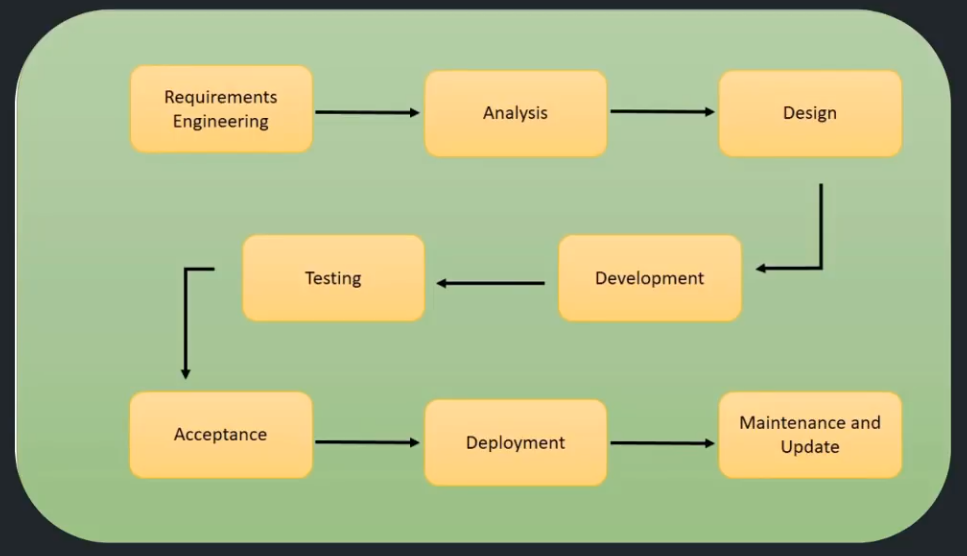 Requirements
Engineering
Analysis
Design
Development
Testing
Acceptance
Deployment
Maintenance and
Update